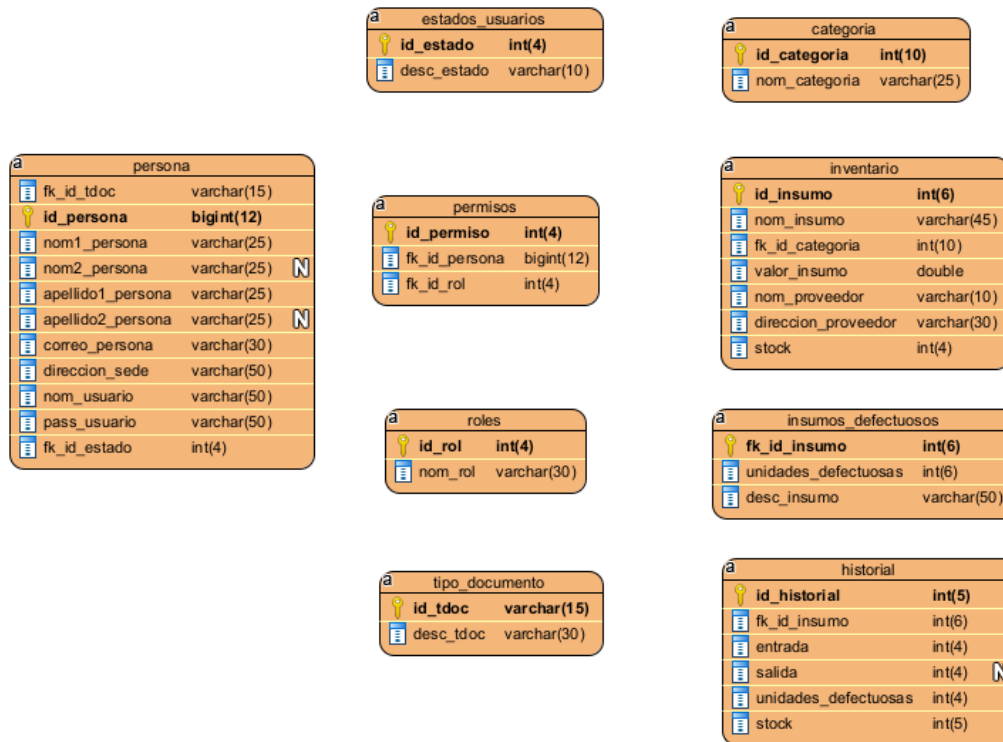 a estados_usuarios
id_estado int(4)
desc_estado varchar(10)
a categoria
id_categoria int(10)
nom_categoria varchar(25)
a persona
fk_id_tdoc varchar(15)
id_persona bigint(12)
nom1_persona varchar(25)
nom2_persona varchar(25) N
apellido1_persona varchar(25)
apellido2_persona varchar(25) N
correo_persona varchar(30)
direccion_sede varchar(50)
nom_usuario varchar(50)
pass_usuario varchar(50)
fk_id_estado int(4)
a permisos
id_permiso int(4)
fk_id_persona bigint(12)
fk_id_rol int(4)
a inventario
id_insumo int(6)
nom_insumo varchar(45)
fk_id_categoria int(10)
valor_insumo double
nom_proveedor varchar(10)
direccion_proveedor varchar(30)
stock int(4)
a roles
id_rol int(4)
nom_rol varchar(30)
a insumos_defectuosos
fk_id_insumo int(6)
unidades_defectuosas int(6)
desc_insumo varchar(50)
a tipo_documento
id_tdoc varchar(15)
desc_tdoc varchar(30)
a historial
id_historial int(5)
fk_id_insumo int(6)
entrada int(4)
salida int(4) N
unidades_defectuosas int(4)
stock int(5)